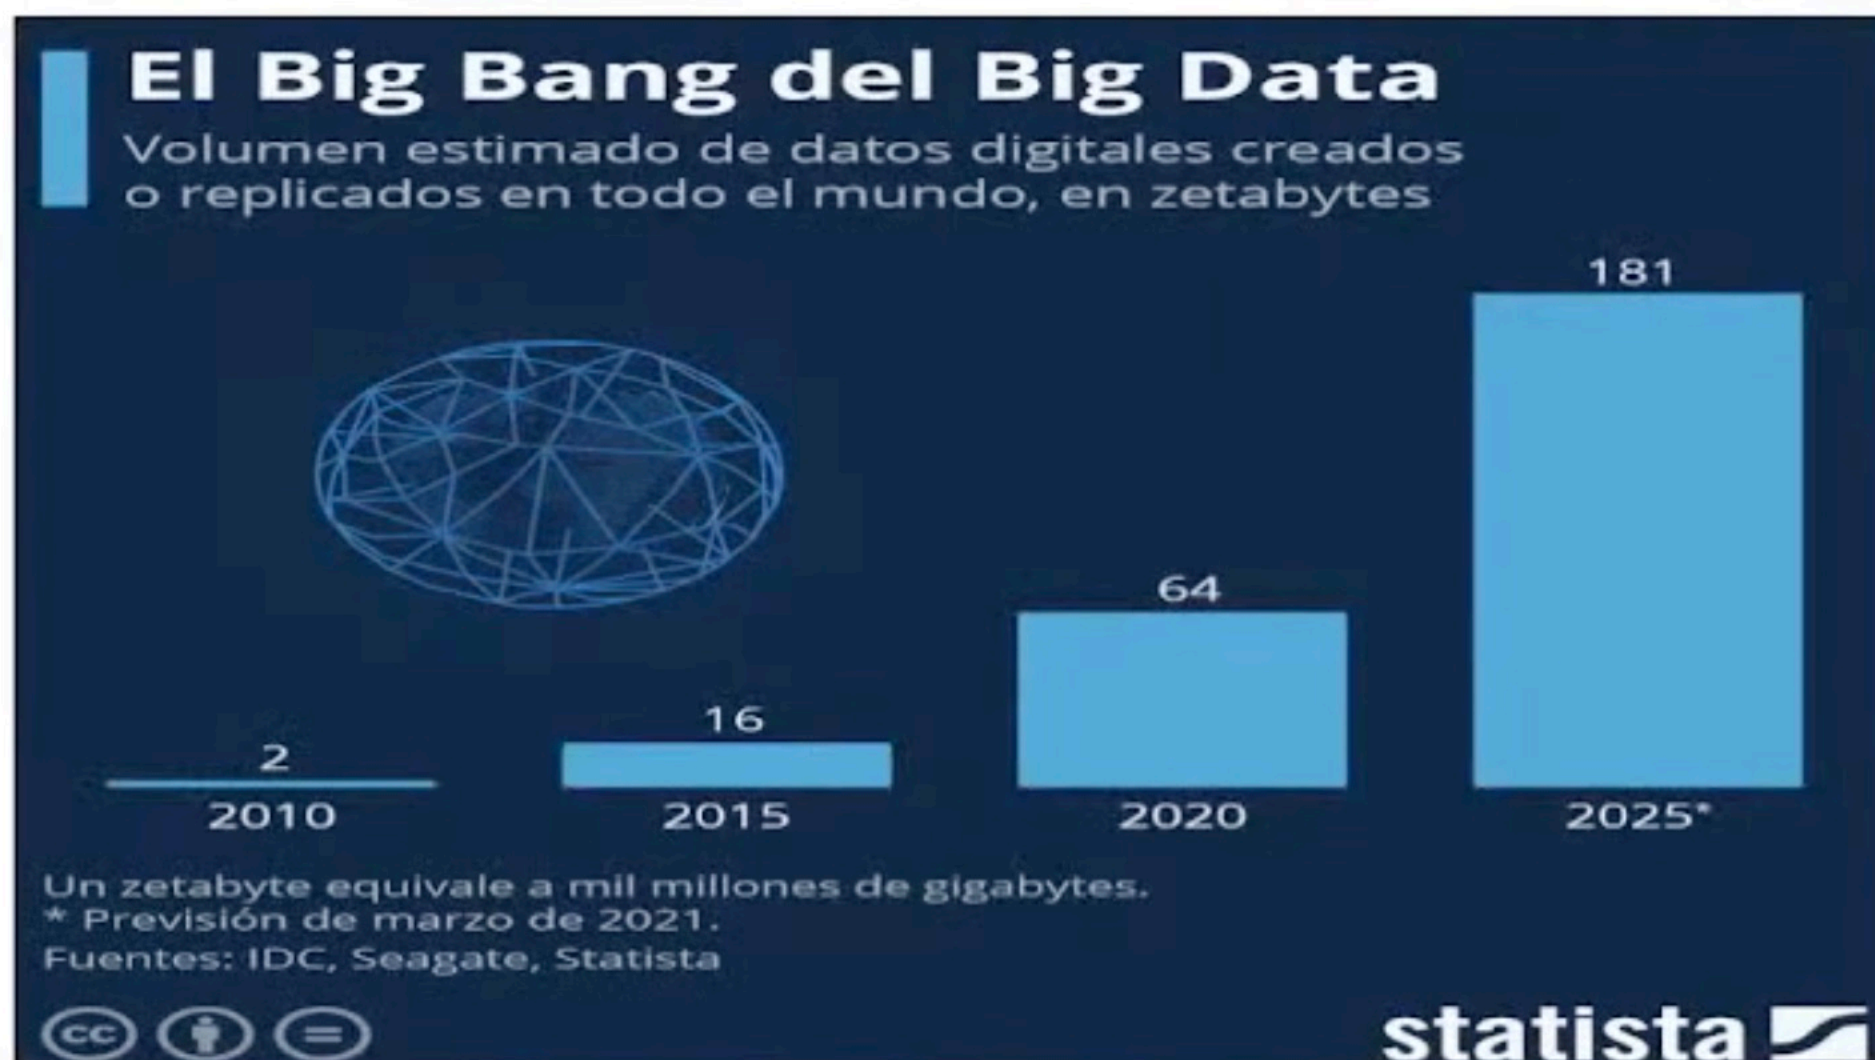 El Big Bang del Big Data
Volumen estimado de datos digitales creados
o replicados en todo el mundo, en zetabytes
181
64
16
2
2010
2015
2020
2025*
Un zetabyte equivale a mil millones de gigabytes.
* Previsión de marzo de 2021.
Fuentes: IDC, Seagate, Statista
cc
statista